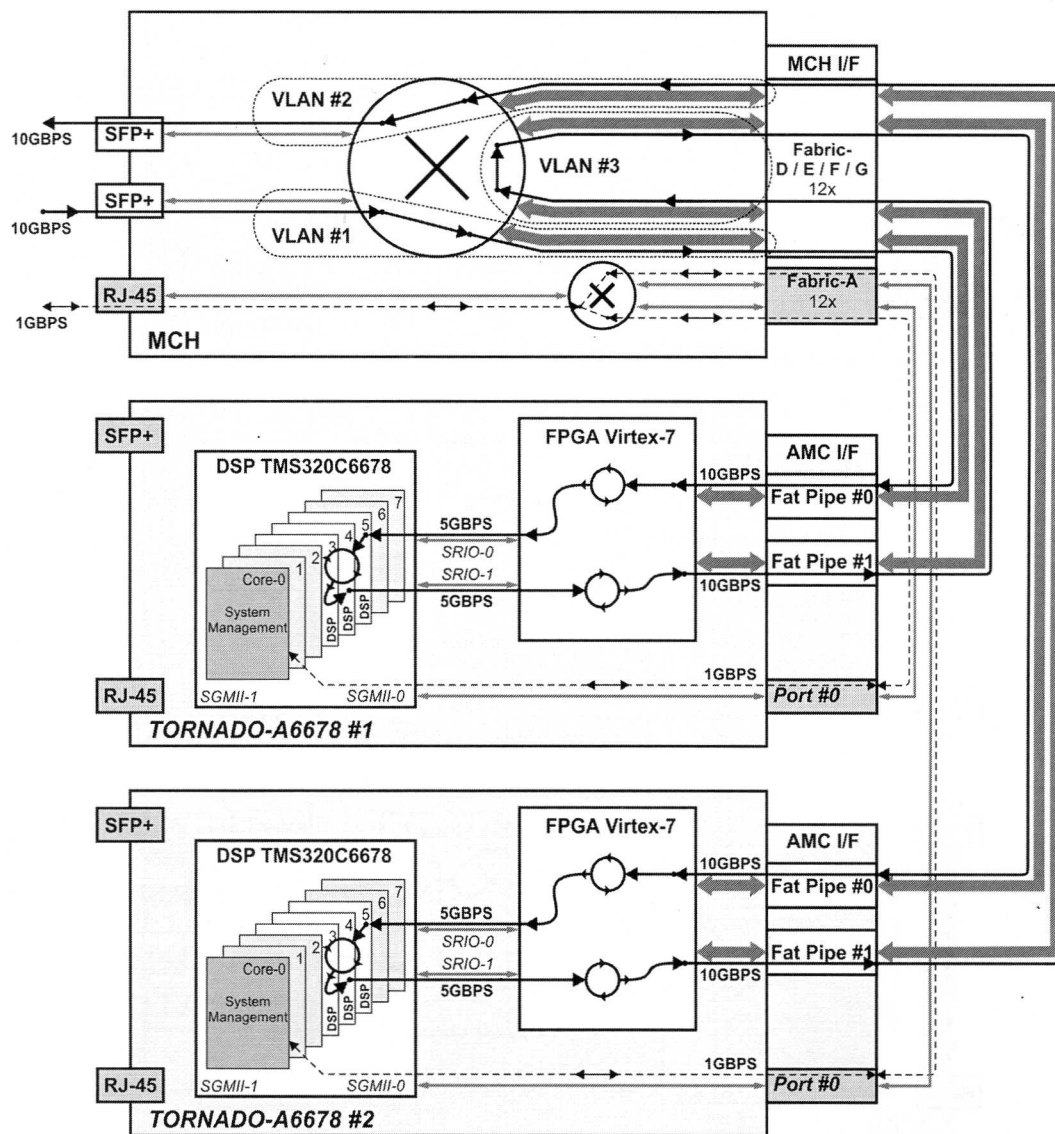 MCH I/F
VLAN #2
10GBPS
SFP+
VLAN #3
Fabric-
D / E / F / G
12x
SFP+
10GBPS
VLAN #1
RJ-45
1GBPS
Fabric-A
12x
MCH
SFP+
FPGA Virtex-7
AMC I/F
DSP TMS320C6678
10GBPS
Fat Pipe #0
7
6
5
4
3
2
1
5GBPS
SRIO-0
SRIO-1
5GBPS
Fat Pipe #1
10GBPS
Core-0
System
Management
DSP
DSP
DSP
1GBPS
RJ-45
SGMII-1
SGMII-0
Port #0
TORNADO-A6678 #1
SFP+
FPGA Virtex-7
AMC I/F
DSP TMS320C6678
10GBPS
Fat Pipe #0
7
6
5
4
3
2
1
5GBPS
SRIO-0
SRIO-1
5GBPS
Fat Pipe #1
10GBPS
Core-0
System
Management
DSP
DSP
DSP
1GBPS
RJ-45
SGMII-1
SGMII-0
Port #0
TORNADO-A6678 #2